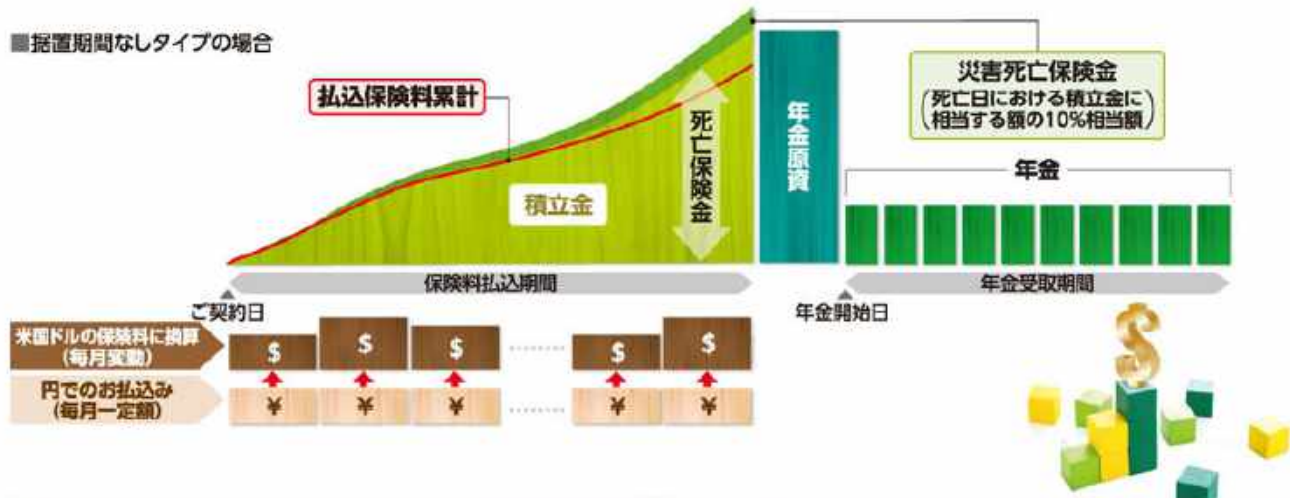 ■据置期間なしタイプの場合
払込保険料累計
災害死亡保険金
(死亡日における積立金に
相当する額の10%相当額)
死亡保険金
年金原資
積立金
年金
保険料払込期間
年金受取期間
ご契約日
年金開始日
米国ドルの保険料に換算
(毎月変動)
$ $ $ ……… $ $
円でのお払込み
(毎月一定額)
¥ ¥ ¥ ……… ¥ ¥
$